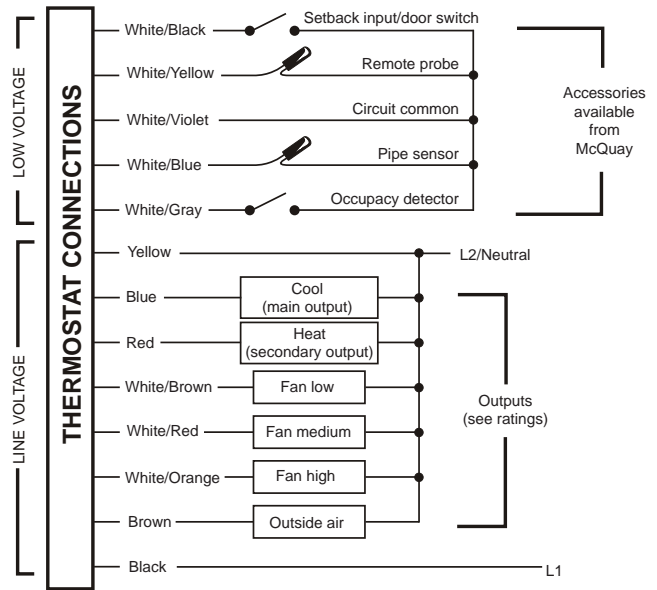 THERMOSTAT CONNECTIONS
LOW VOLTAGE
White/Black
Setback input/door switch
White/Yellow
Remote probe
White/Violet
Circuit common
White/Blue
Pipe sensor
White/Gray
Occupancy detector
Accessories
available
from
McQuay
LINE VOLTAGE
Yellow
L2/Neutral
Blue
Cool
(main output)
Red
Heat
(secondary output)
White/Brown
Fan low
White/Red
Fan medium
White/Orange
Fan high
Brown
Outside air
Outputs
(see ratings)
Black
L1